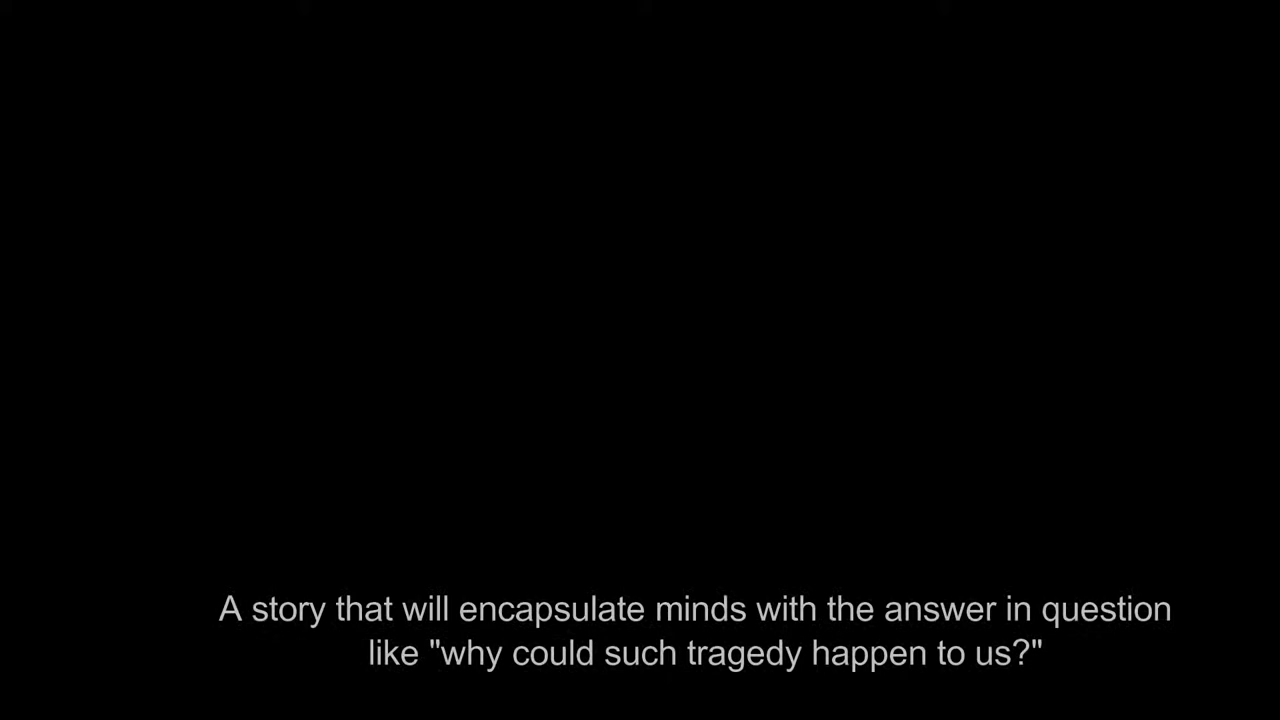 A story that will encapsulate minds with the answer in question
like "why could such tragedy happen to us?"